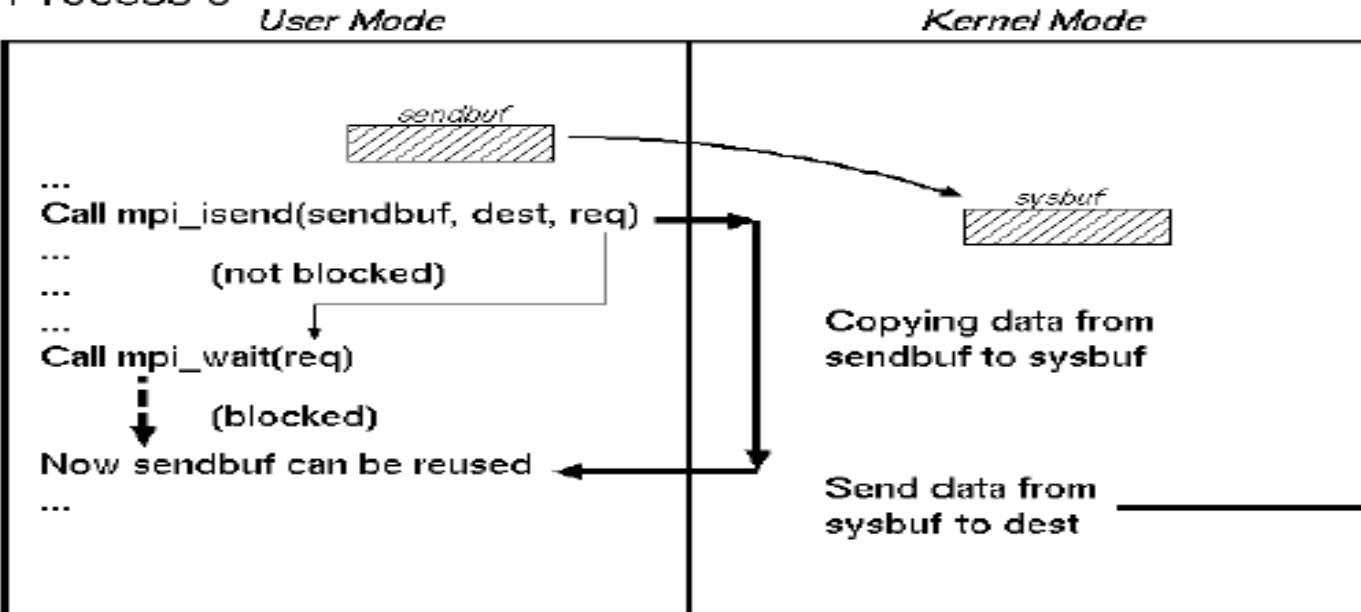 User Mode
Kernel Mode
sendbuf
sysbuf
...
Call mpi_isend(sendbuf, dest, req)
...
(not blocked)
...
...
Call mpi_wait(req)
(blocked)
Now sendbuf can be reused
...
Copying data from
sendbuf to sysbuf
Send data from
sysbuf to dest